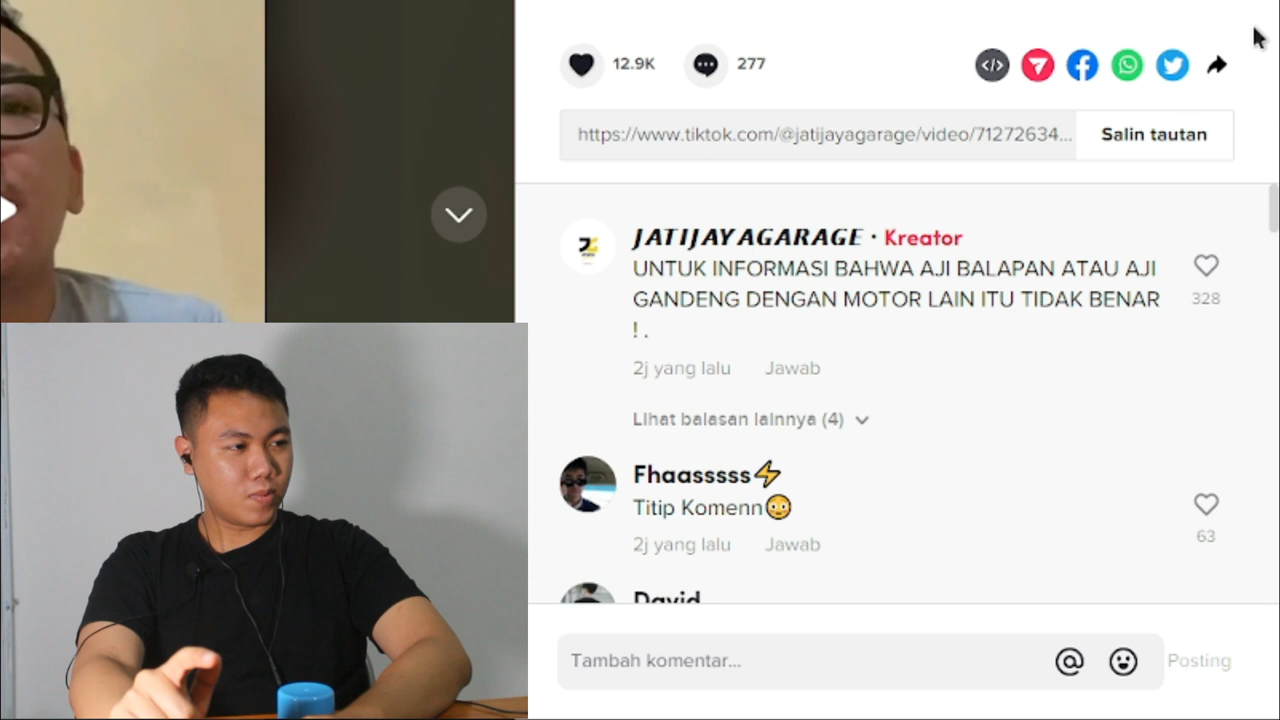 12.9K
277
https://www.tiktok.com/@jatijayagarage/video/71272634...
Salin tautan
JATIJAYAGARAGE · Kreator
UNTUK INFORMASI BAHWA AJI BALAPAN ATAU AJI
GANDENG DENGAN MOTOR LAIN ITU TIDAK BENAR
! .
328
2j yang lalu Jawab
Lihat balasan lainnya (4)
Fhaasssss⚡
Titip Komenn😳
63
2j yang lalu Jawab
David
Tambah komentar...
Posting